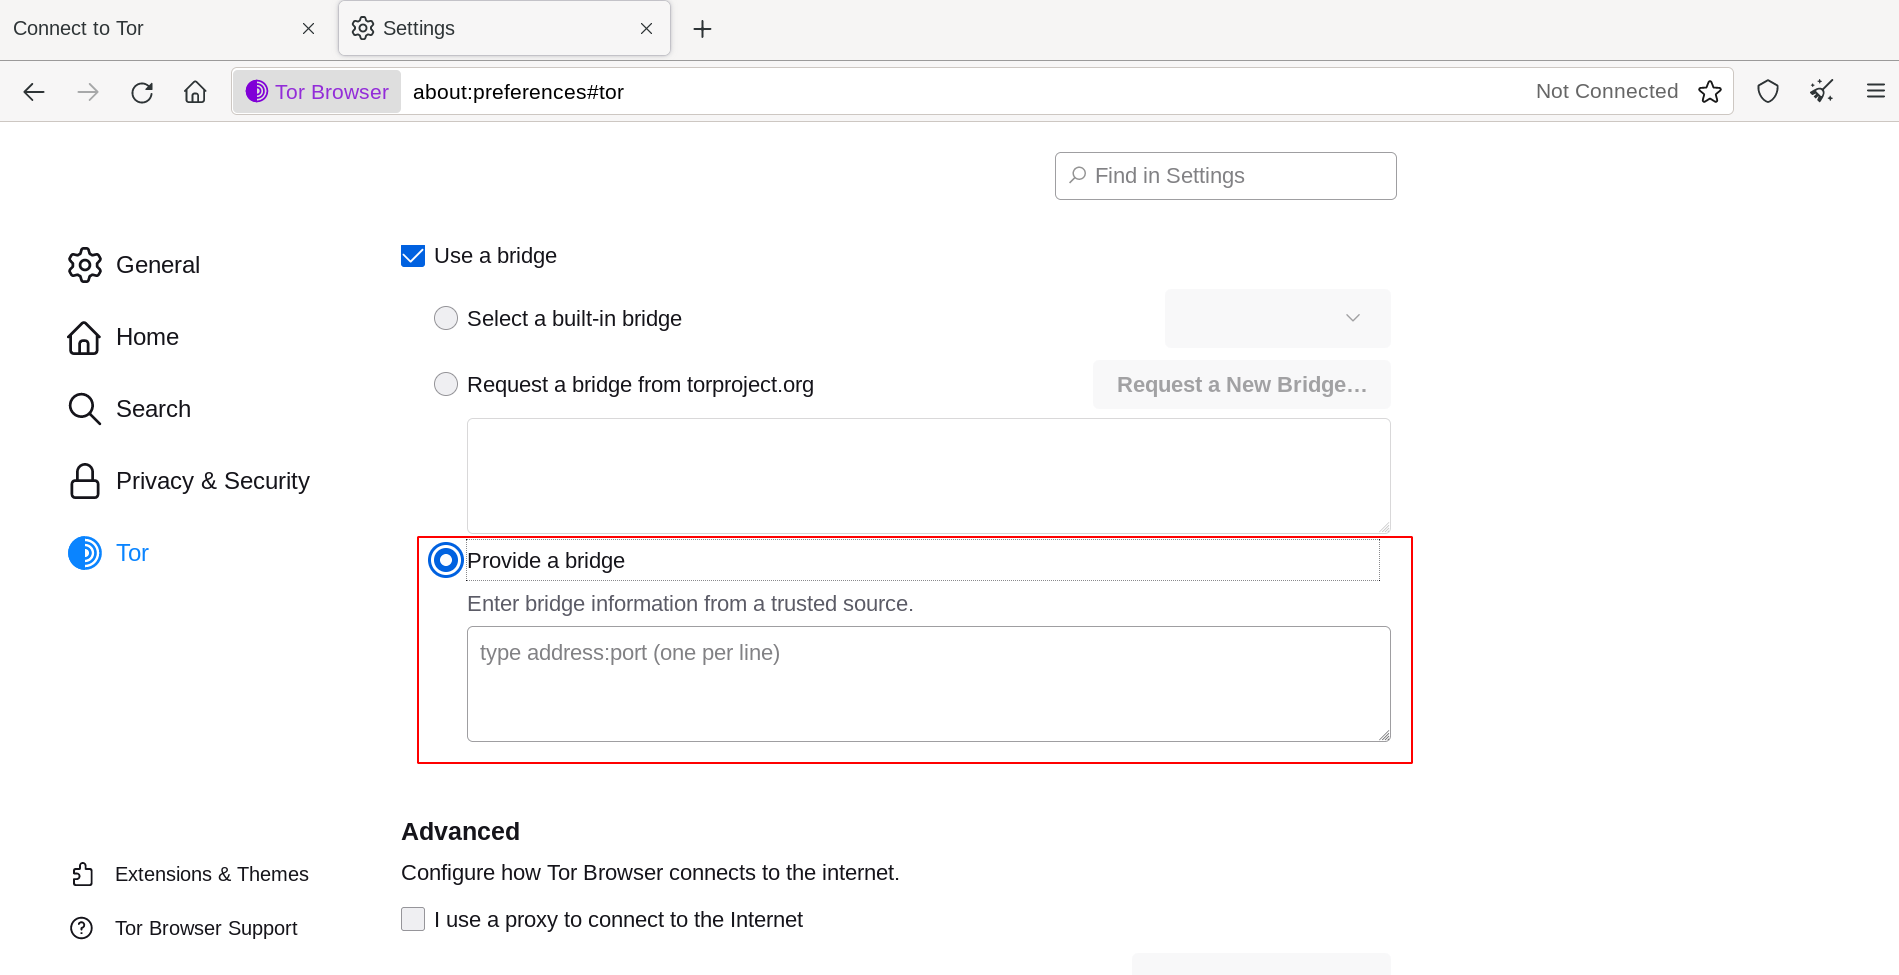 Connect to Tor
Settings
Tor Browser
about:preferences#tor
Not Connected
Find in Settings
General
Home
Search
Privacy & Security
Tor
Extensions & Themes
Tor Browser Support
Use a bridge
Select a built-in bridge
Request a bridge from torproject.org
Request a New Bridge…
Provide a bridge
Enter bridge information from a trusted source.
type address:port (one per line)
Advanced
Configure how Tor Browser connects to the internet.
I use a proxy to connect to the Internet